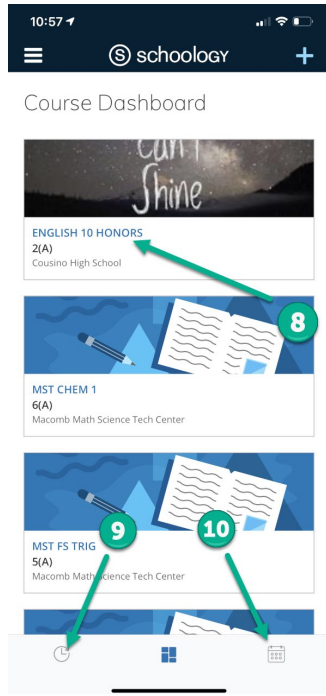 10:57
schoology
Course Dashboard
Can't
Shine
ENGLISH 10 HONORS
2(A)
Cousino High School
8
MST CHEM 1
6(A)
Macomb Math Science Tech Center
9
10
MST FS TRIG
5(A)
Macomb Math Science Tech Center